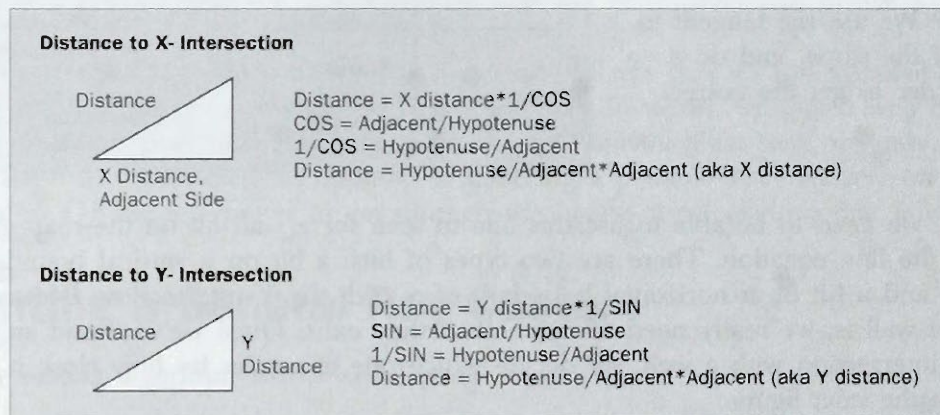 Distance to X- Intersection
Distance
X Distance,
Adjacent Side
Distance = X distance*1/COS
COS = Adjacent/Hypotenuse
1/COS = Hypotenuse/Adjacent
Distance = Hypotenuse/Adjacent*Adjacent (aka X distance)
Distance to Y- Intersection
Distance
Y
Distance
Distance = Y distance*1/SIN
SIN = Adjacent/Hypotenuse
1/SIN = Hypotenuse/Adjacent
Distance = Hypotenuse/Adjacent*Adjacent (aka Y distance)